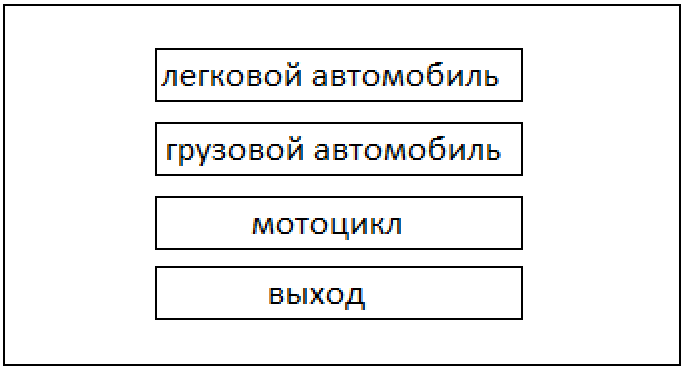 легковой автомобиль
грузовой автомобиль
мотоцикл
выход